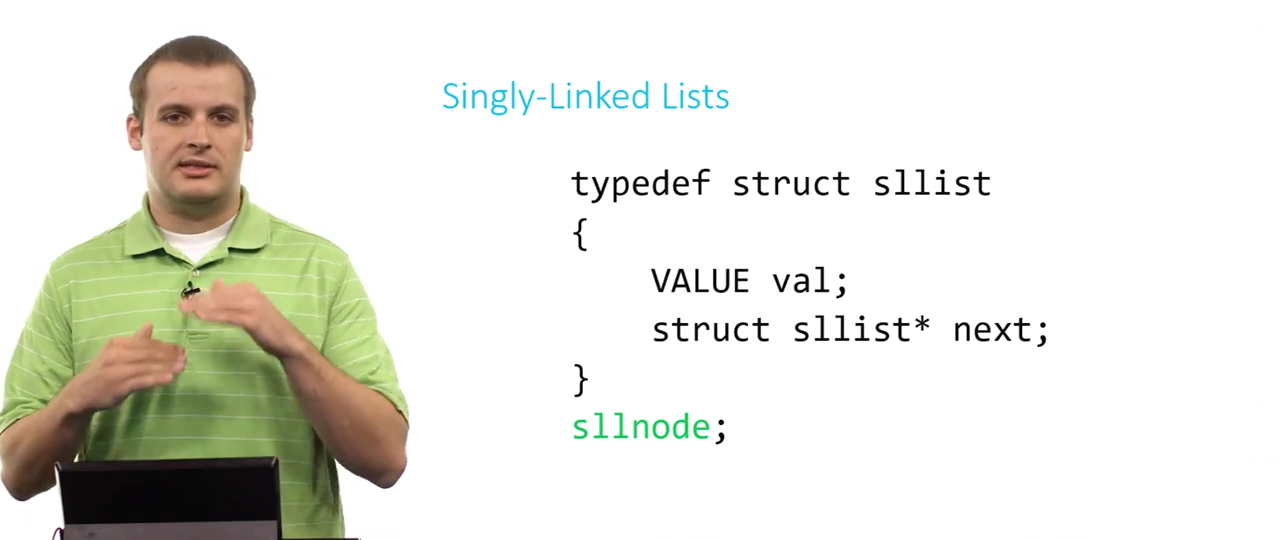 Singly-Linked Lists
typedef struct sllist
{
VALUE val;
struct sllist* next;
}
sllnode;